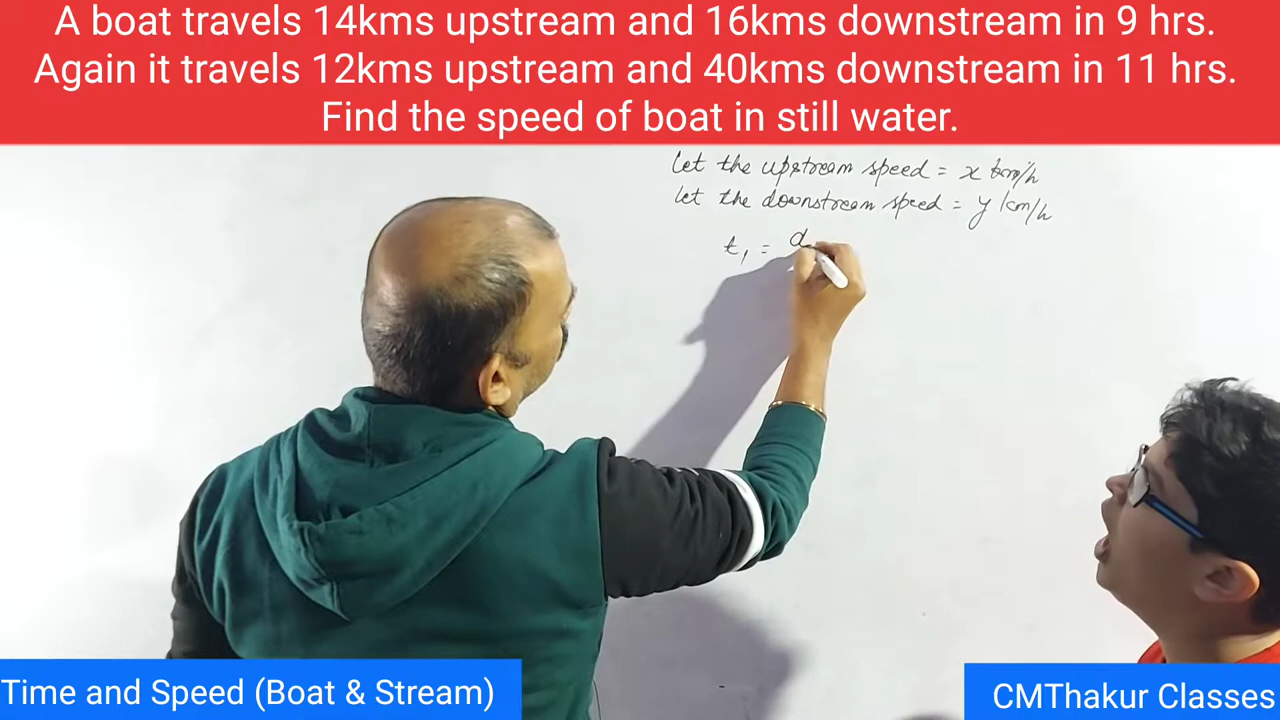 A boat travels 14kms upstream and 16kms downstream in 9 hrs.
Again it travels 12kms upstream and 40kms downstream in 11 hrs.
Find the speed of boat in still water.
let the upstream speed = x km/h
let the downstream speed = y km/h
t₁ = d
Time and Speed (Boat & Stream)
CMThakur Classes